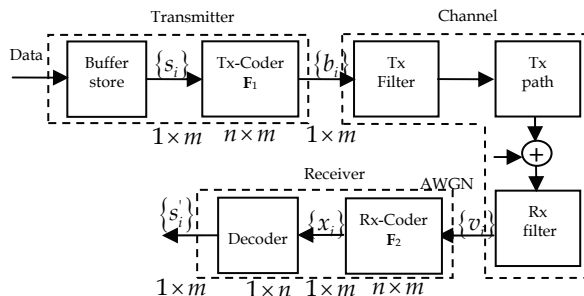 Transmitter
Channel
Data
Buffer store
{s_i}
Tx-Coder F₁
{b_i}
Tx Filter
Tx path
1 × m
n × m
1 × m
+
AWGN
Receiver
{s_i'}
Decoder
{x_i}
Rx-Coder F₂
{v_i}
Rx filter
1 × m
1 × n
1 × m
n × m